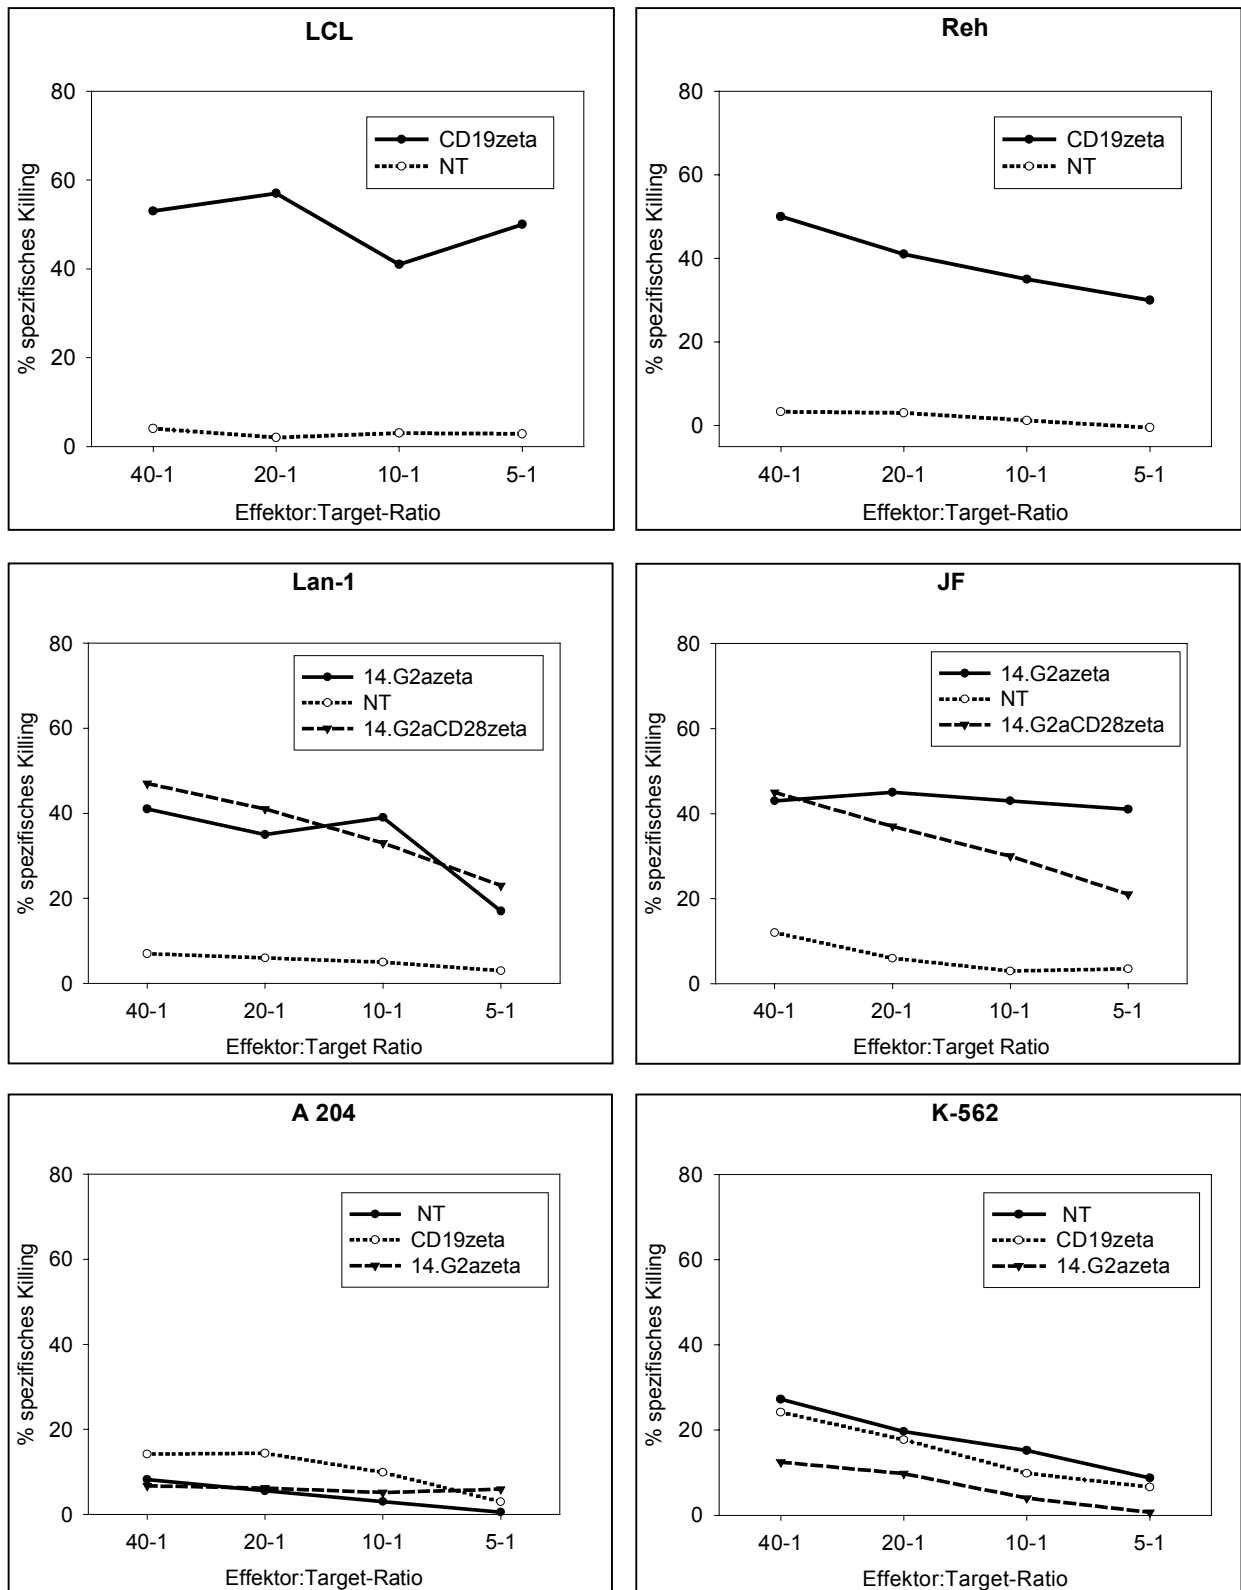 LCL
80
60
40
20
0
% spezifisches Killing
CD19zeta
NT
40-1 20-1 10-1 5-1
Effektor:Target-Ratio
Reh
80
60
40
20
0
% spezifisches Killing
CD19zeta
NT
40-1 20-1 10-1 5-1
Effektor:Target-Ratio
Lan-1
80
60
40
20
0
% spezifisches Killing
14.G2azeta
NT
14.G2aCD28zeta
40-1 20-1 10-1 5-1
Effektor:Target Ratio
JF
80
60
40
20
0
% spezifisches Killing
14.G2azeta
NT
14.G2aCD28zeta
40-1 20-1 10-1 5-1
Effektor:Target Ratio
A 204
80
60
40
20
0
% spezifisches Killing
NT
CD19zeta
14.G2azeta
40-1 20-1 10-1 5-1
Effektor:Target-Ratio
K-562
80
60
40
20
0
% spezifisches Killing
NT
CD19zeta
14.G2azeta
40-1 20-1 10-1 5-1
Effektor:Target-Ratio